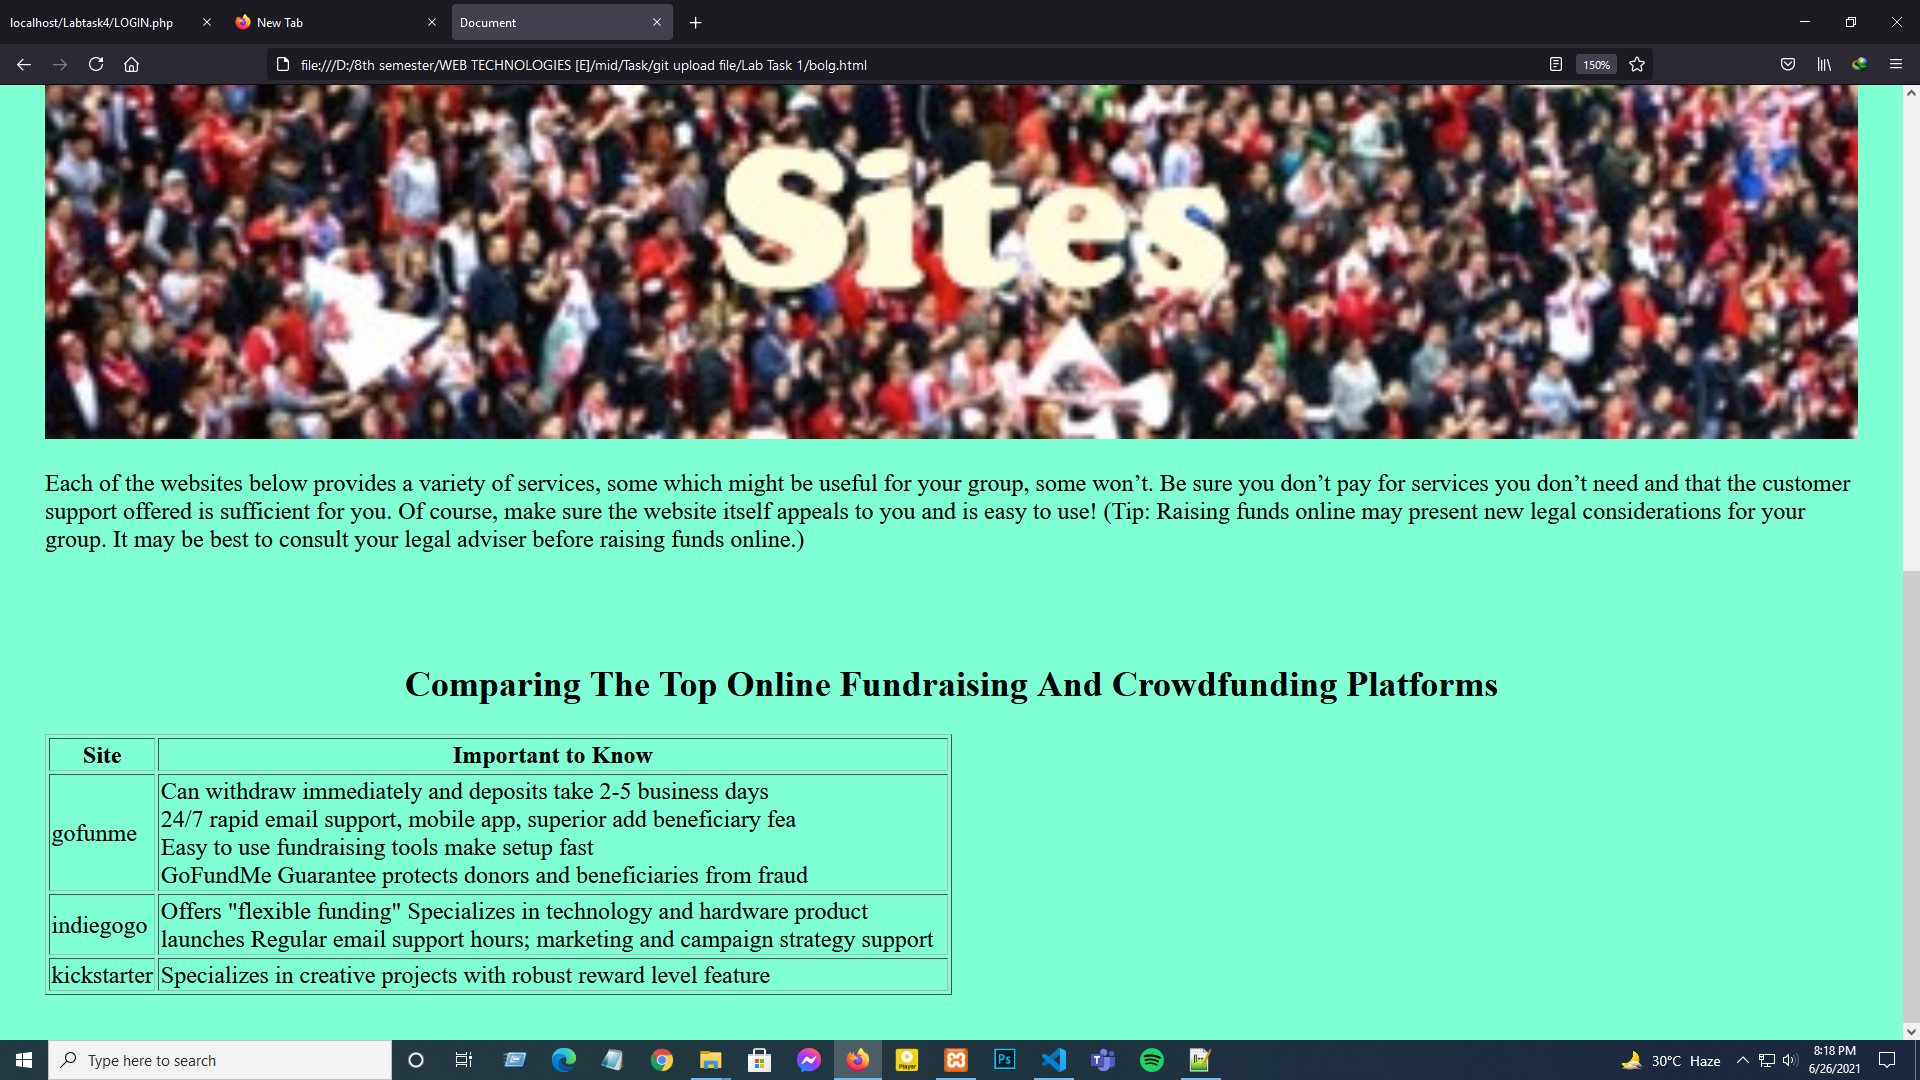 localhost/Labtask4/LOGIN.php
New Tab
Document
file:///D:/8th semester/WEB TECHNOLOGIES [E]/mid/Task/git upload file/Lab Task 1/bolg.html
150%
Sites
Each of the websites below provides a variety of services, some which might be useful for your group, some won’t. Be sure you don’t pay for services you don’t need and that the customer
support offered is sufficient for you. Of course, make sure the website itself appeals to you and is easy to use! (Tip: Raising funds online may present new legal considerations for your
group. It may be best to consult your legal adviser before raising funds online.)
Comparing The Top Online Fundraising And Crowdfunding Platforms
Site
Important to Know
gofunme
Can withdraw immediately and deposits take 2-5 business days
24/7 rapid email support, mobile app, superior add beneficiary fea
Easy to use fundraising tools make setup fast
GoFundMe Guarantee protects donors and beneficiaries from fraud
indiegogo
Offers "flexible funding" Specializes in technology and hardware product
launches Regular email support hours; marketing and campaign strategy support
kickstarter
Specializes in creative projects with robust reward level feature
Type here to search
Player
Ps
30°C Haze
8:18 PM
6/26/2021